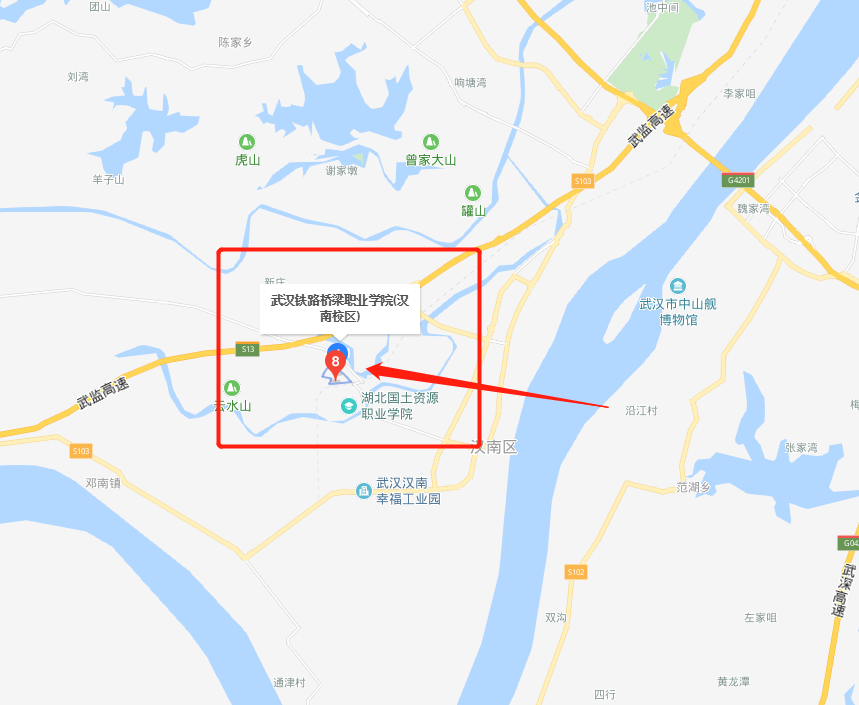 团山
池中间
陈家乡
刘湾
响塘湾
李家咀
武监高速
虎山
曾家大山
谢家墩
羊子山
S103
G4201
罐山
魏家湾
新庄
武汉铁路桥梁职业学院(汉
南校区)
武汉市中山舰
博物馆
S13
8
武监高速
云水山
湖北国土资源
职业学院
沿江村
汉南区
张家湾
S103
邓南镇
武汉汉南
幸福工业园
范湖乡
S102
武深高速
双沟
左家咀
通津村
黄龙潭
四行